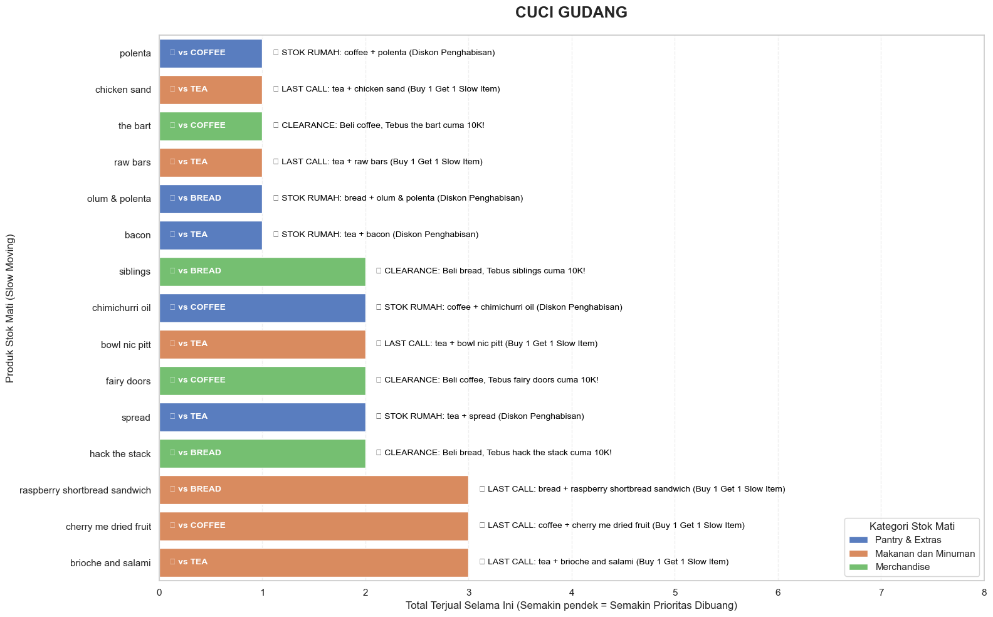 CUCI GUDANG
polenta
□ vs COFFEE
□ STOK RUMAH: coffee + polenta (Diskon Penghabisan)
chicken sand
□ vs TEA
□ LAST CALL: tea + chicken sand (Buy 1 Get 1 Slow Item)
the bart
□ vs COFFEE
□ CLEARANCE: Beli coffee, Tebus the bart cuma 10K!
raw bars
□ vs TEA
□ LAST CALL: tea + raw bars (Buy 1 Get 1 Slow Item)
olum & polenta
□ vs BREAD
□ STOK RUMAH: bread + olum & polenta (Diskon Penghabisan)
bacon
□ vs TEA
□ STOK RUMAH: tea + bacon (Diskon Penghabisan)
siblings
□ vs BREAD
□ CLEARANCE: Beli bread, Tebus siblings cuma 10K!
chimichurri oil
□ vs COFFEE
□ STOK RUMAH: coffee + chimichurri oil (Diskon Penghabisan)
bowl nic pitt
□ vs TEA
□ LAST CALL: tea + bowl nic pitt (Buy 1 Get 1 Slow Item)
fairy doors
□ vs COFFEE
□ CLEARANCE: Beli coffee, Tebus fairy doors cuma 10K!
spread
□ vs TEA
□ STOK RUMAH: tea + spread (Diskon Penghabisan)
hack the stack
□ vs BREAD
□ CLEARANCE: Beli bread, Tebus hack the stack cuma 10K!
raspberry shortbread sandwich
□ vs BREAD
□ LAST CALL: bread + raspberry shortbread sandwich (Buy 1 Get 1 Slow Item)
cherry me dried fruit
□ vs COFFEE
□ LAST CALL: coffee + cherry me dried fruit (Buy 1 Get 1 Slow Item)
brioche and salami
□ vs TEA
□ LAST CALL: tea + brioche and salami (Buy 1 Get 1 Slow Item)
Produk Stok Mati (Slow Moving)
Kategori Stok Mati
Pantry & Extras
Makanan dan Minuman
Merchandise
0 1 2 3 4 5 6 7 8
Total Terjual Selama Ini (Semakin pendek = Semakin Prioritas Dibuang)